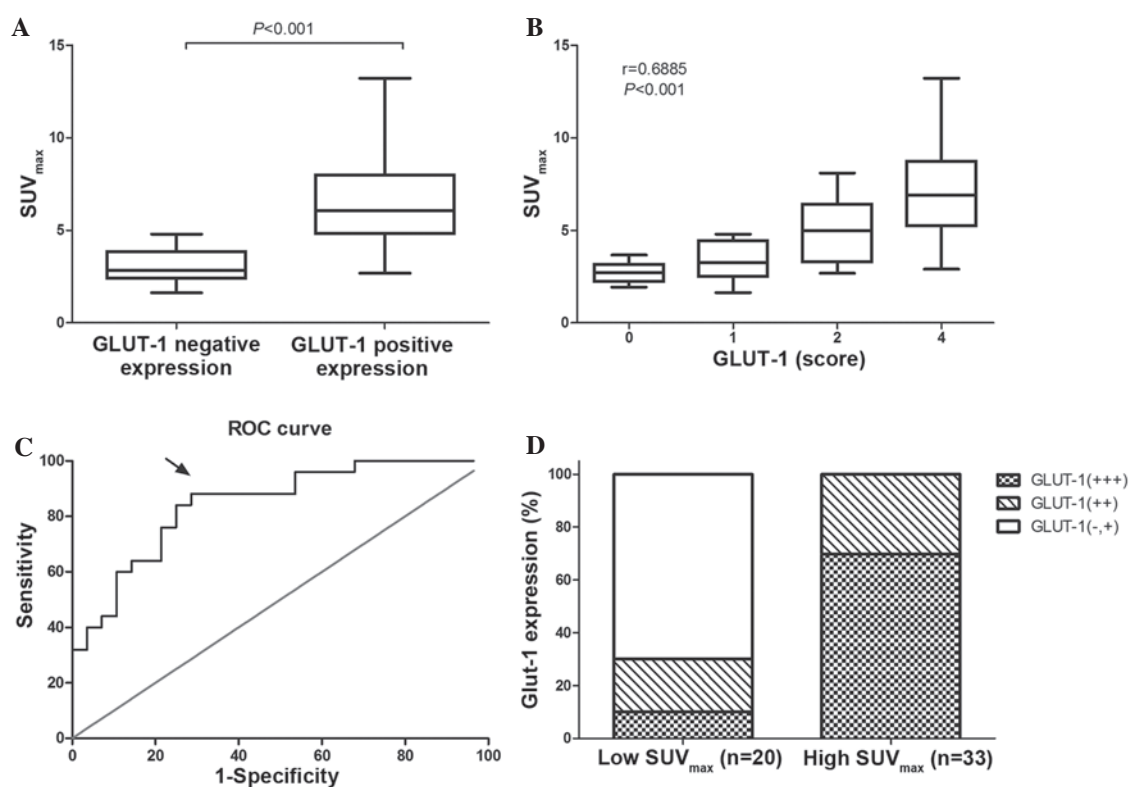 A
P<0.001
15
10
5
0
SUVmax
GLUT-1 negative
expression
GLUT-1 positive
expression
B
r=0.6885
P<0.001
15
10
5
0
SUVmax
0 1 2 4
GLUT-1 (score)
C
ROC curve
100
80
60
40
20
0
Sensitivity
0 20 40 60 80 100
1-Specificity
D
100
80
60
40
20
0
Glut-1 expression (%)
Low SUVmax (n=20)
High SUVmax (n=33)
GLUT-1(+++)
GLUT-1(++)
GLUT-1(-,+)